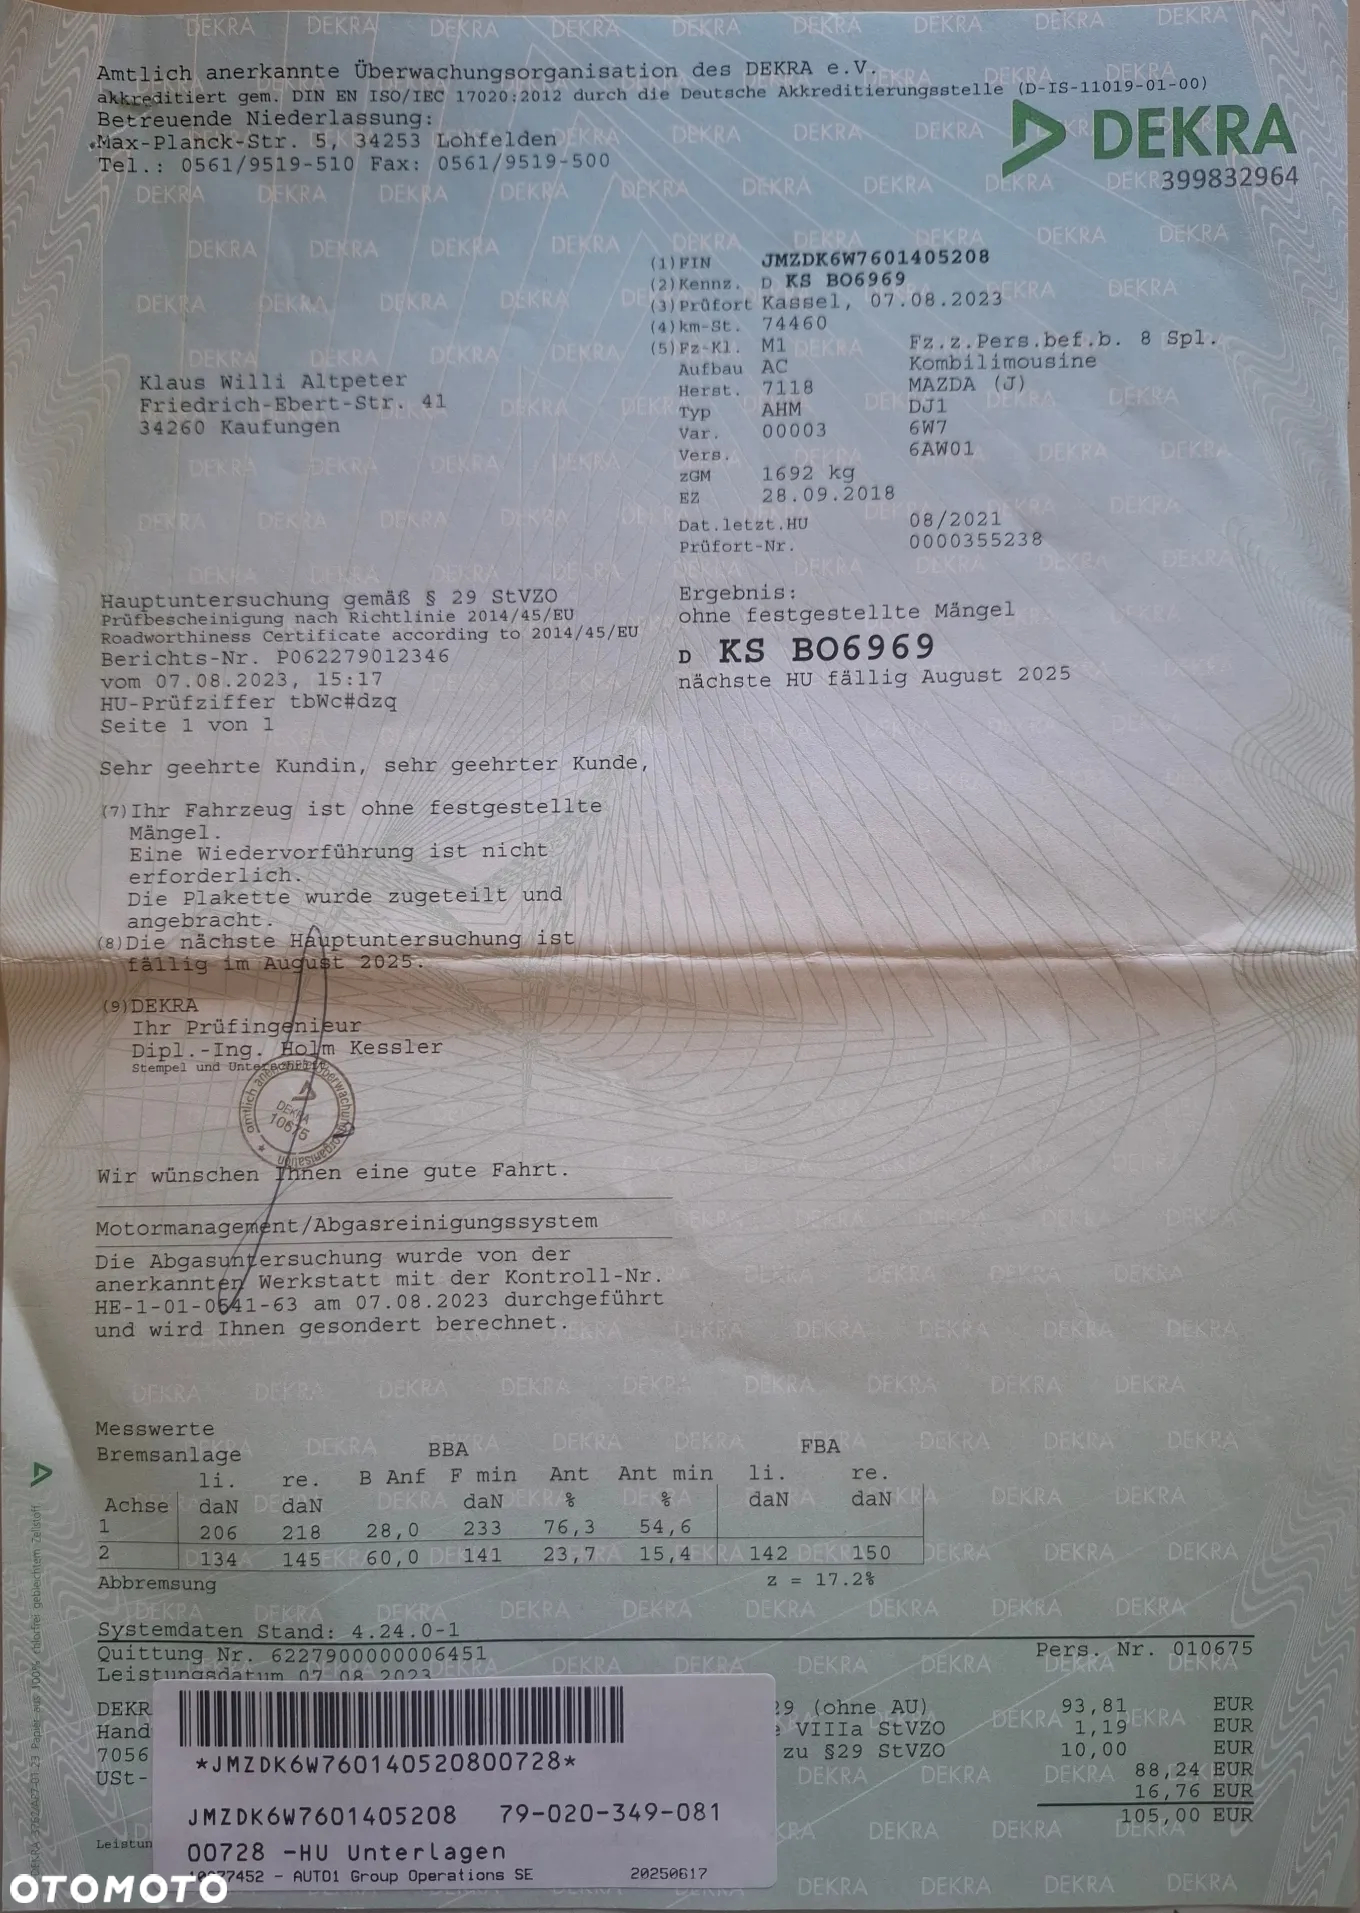 Amtlich anerkannte Überwachungsorganisation des DEKRA e.V.
akkreditiert gem. DIN EN ISO/IEC 17020:2012 durch die Deutsche Akkreditierungsstelle (D-IS-11019-01-00)
Betreuende Niederlassung:
Max-Planck-Str. 5, 34253 Lohfelden
Tel.: 0561/9519-510 Fax: 0561/9519-500
DEKRA
399832964
(1) FIN JMZDK6W7601405208
(2) Kennz. D KS BO6969
(3) Prüfort Kassel, 07.08.2023
(4) km-St. 74460
(5) Fz-Kl. M1 Fz.z.Pers.bef.b. 8 Spl.
Aufbau AC Kombilimousine
Herst. 7118 MAZDA (J)
Typ AHM DJ1
Var. 00003 6W7
Vers. 6AW01
zGM 1692 kg
EZ 28.09.2018
Dat.letzt.HU 08/2021
Prüfort-Nr. 0000355238
Klaus Willi Altpeter
Friedrich-Ebert-Str. 41
34260 Kaufungen
Hauptuntersuchung gemäß § 29 StVZO
Prüfbescheinigung nach Richtlinie 2014/45/EU
Roadworthiness Certificate according to 2014/45/EU
Berichts-Nr. P062279012346
vom 07.08.2023, 15:17
HU-Prüfziffer tbWc#dzq
Seite 1 von 1
Ergebnis:
ohne festgestellte Mängel
D KS BO6969
nächste HU fällig August 2025
Sehr geehrte Kundin, sehr geehrter Kunde,
(7) Ihr Fahrzeug ist ohne festgestellte
Mängel.
Eine Wiedervorführung ist nicht
erforderlich.
Die Plakette wurde zugeteilt und
angebracht.
(8) Die nächste Hauptuntersuchung ist
fällig im August 2025.
(9) DEKRA
Ihr Prüfingenieur
Dipl.-Ing. Holm Kessler
Stempel und Unterschrift
amtlich anerkannte Überwachungsorganisation
DEKRA
10675
Wir wünschen Ihnen eine gute Fahrt.
Motormanagement/Abgasreinigungssystem
Die Abgasuntersuchung wurde von der
anerkannten Werkstatt mit der Kontroll-Nr.
HE-1-01-0541-63 am 07.08.2023 durchgeführt
und wird Ihnen gesondert berechnet.
Messwerte
Bremsanlage BBA FBA
li. re. B Anf F min Ant Ant min li. re.
Achse daN daN daN % % daN daN
1 206 218 28,0 233 76,3 54,6
2 134 145 60,0 141 23,7 15,4 142 150
Abbremsung z = 17.2%
Systemdaten Stand: 4.24.0-1
Quittung Nr. 6227900000006451 Pers. Nr. 010675
Leistungsdatum 07.08.2023
DEKR 29 (ohne AU) 93,81 EUR
Hand e VIIIa StVZO 1,19 EUR
7056 zu §29 StVZO 10,00 EUR
USt- 88,24 EUR
16,76 EUR
105,00 EUR
Leistun
*JMZDK6W760140520800728*
JMZDK6W7601405208 79-020-349-081
00728 -HU Unterlagen
77452 - AUTO1 Group Operations SE 20250617
OTOMOTO